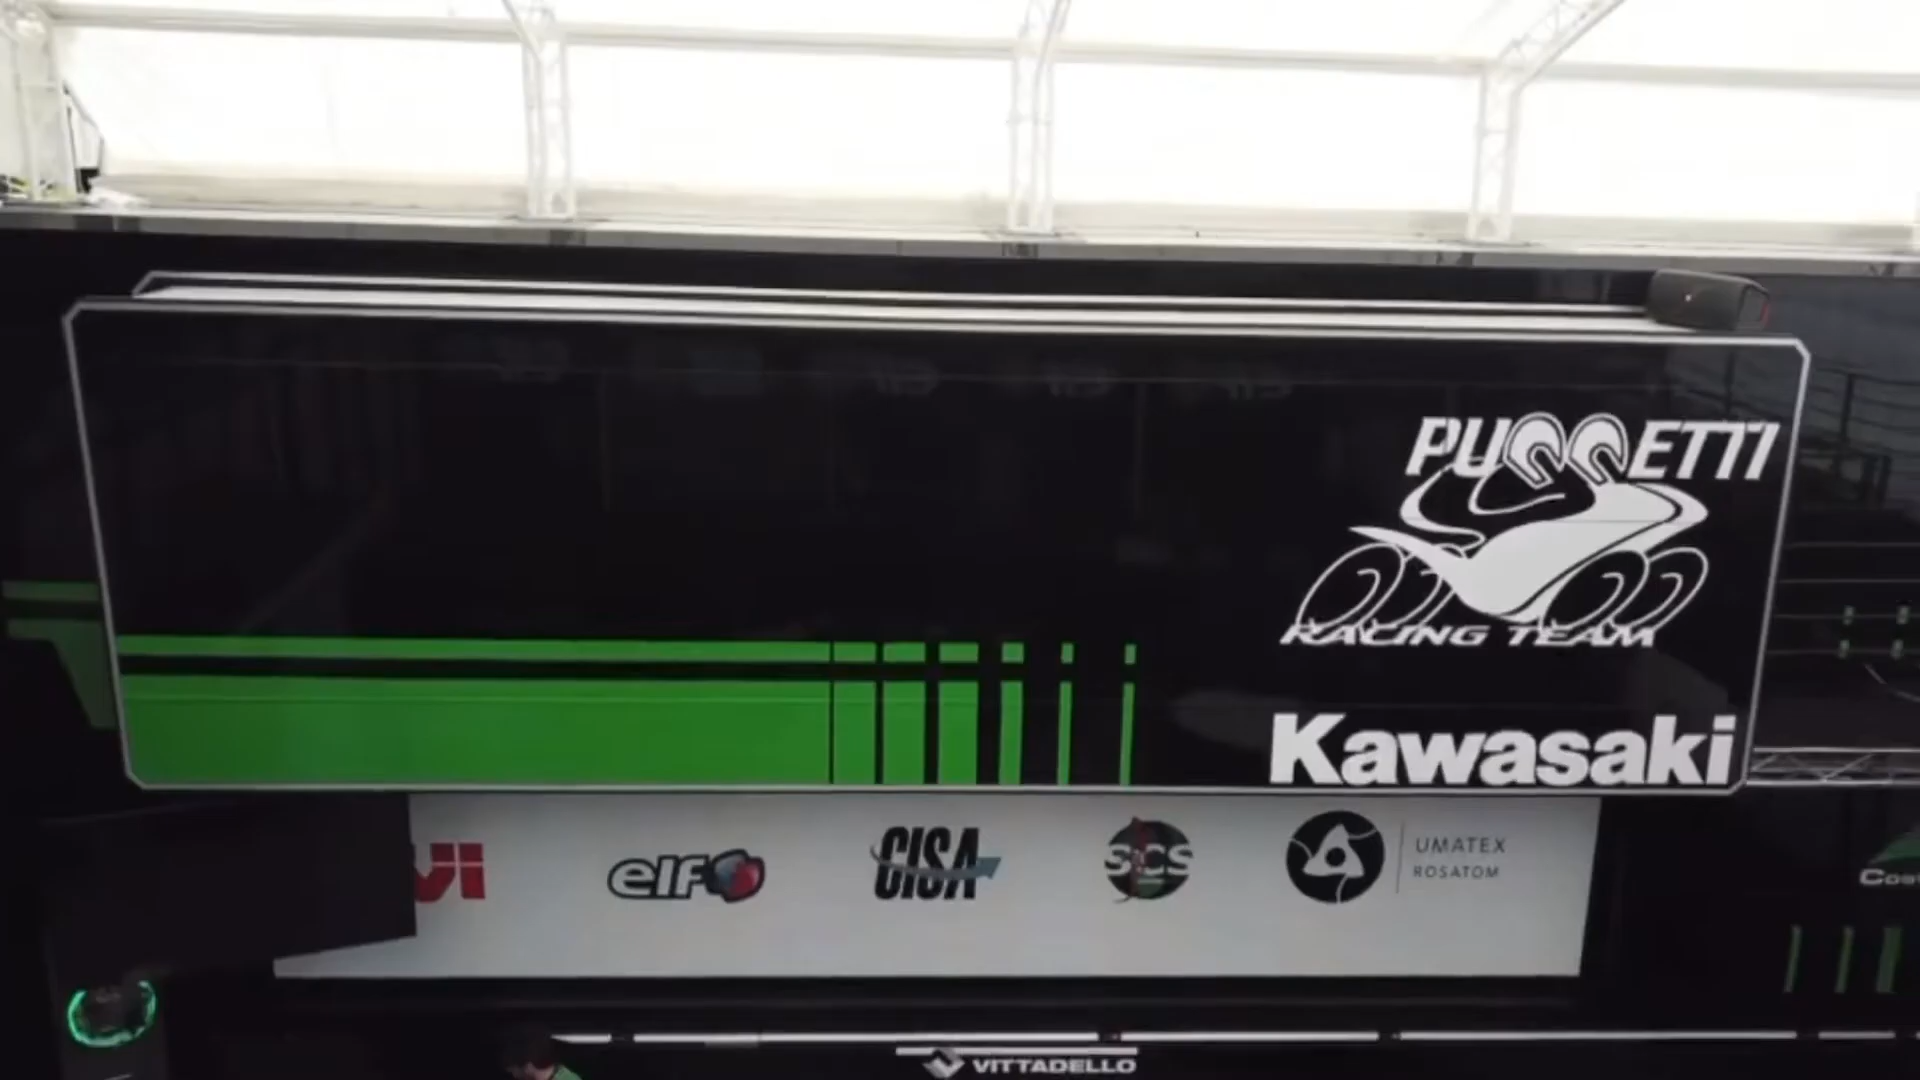 PUCCETTI
RACING TEAM
Kawasaki
elf
CISA
SCS
UMATEX
ROSATOM
VITTADELLO